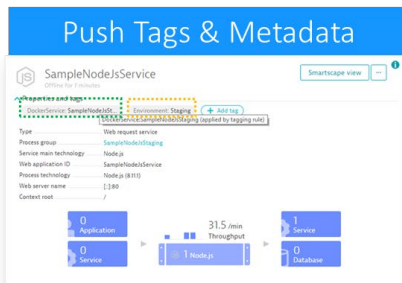 Push Tags & Metadata
SampleNodeJsService
Offline for 1 minutes
Smartscape view
...
Properties and tags
DockerService: SampleNodeJsSt...
Environment: Staging
+ Add tag
DockerService:SampleNodeJsStaging (applied by tagging rule)
Type Web request service
Process group SampleNodeJsStaging
Service main technology Node.js
Web application ID SampleNodeJsService
Process technology Node.js (8.11.1)
Web server name [::]:80
Context root /
0
Application
0
Service
31.5 /min
Throughput
1 Node.js
1
Service
0
Database